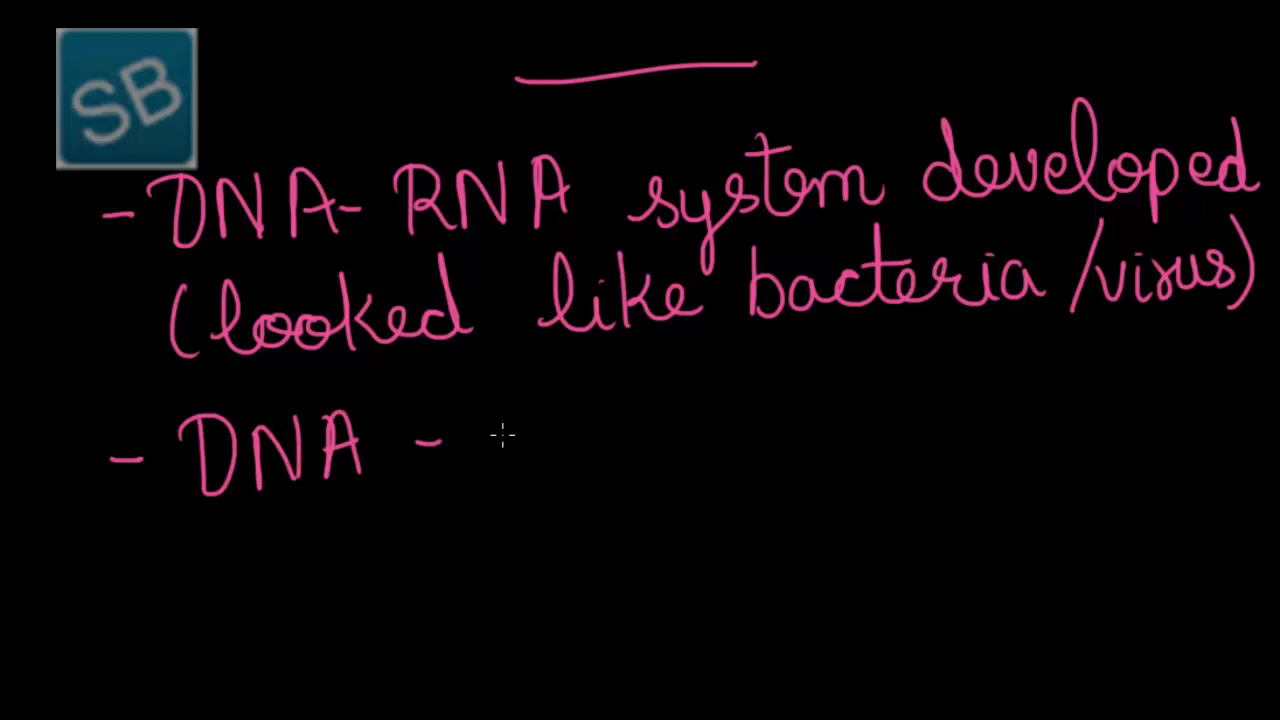 SB
- DNA - RNA system developed
(looked like bacteria /virus)
- DNA -